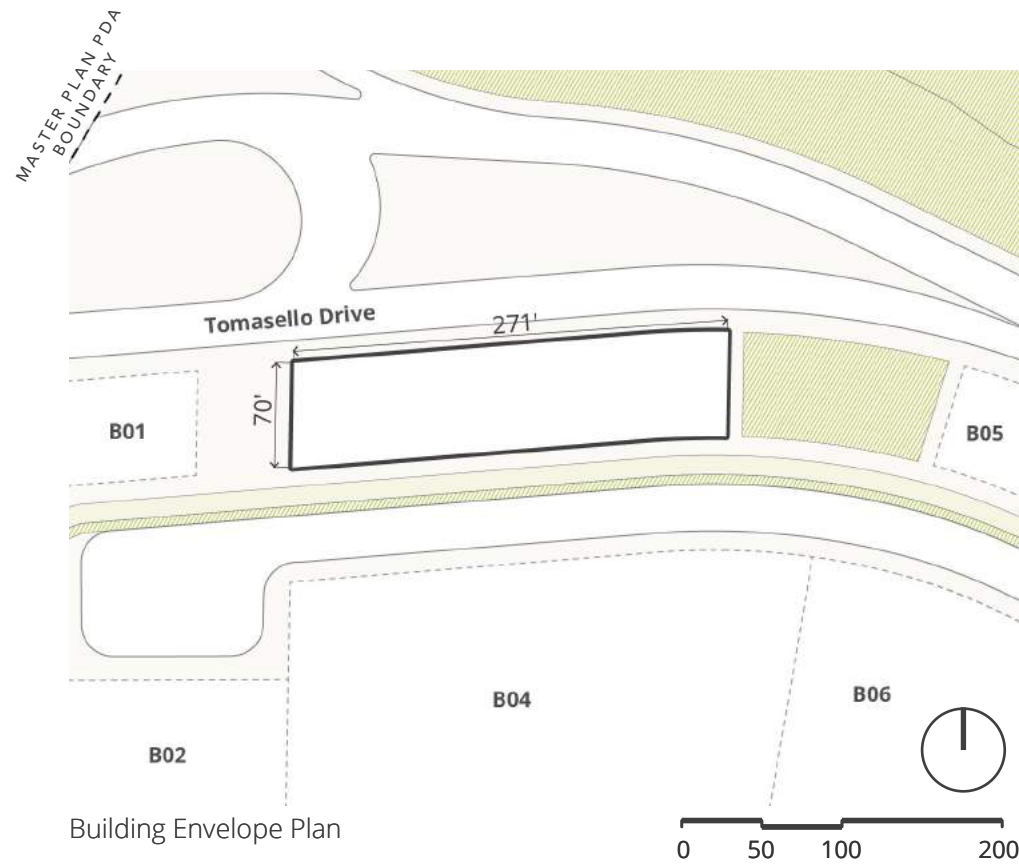 MASTER PLAN PDA
BOUNDARY
Tomasello Drive
271'
70'
B01
B05
B04
B06
B02
Building Envelope Plan
0 50 100 200